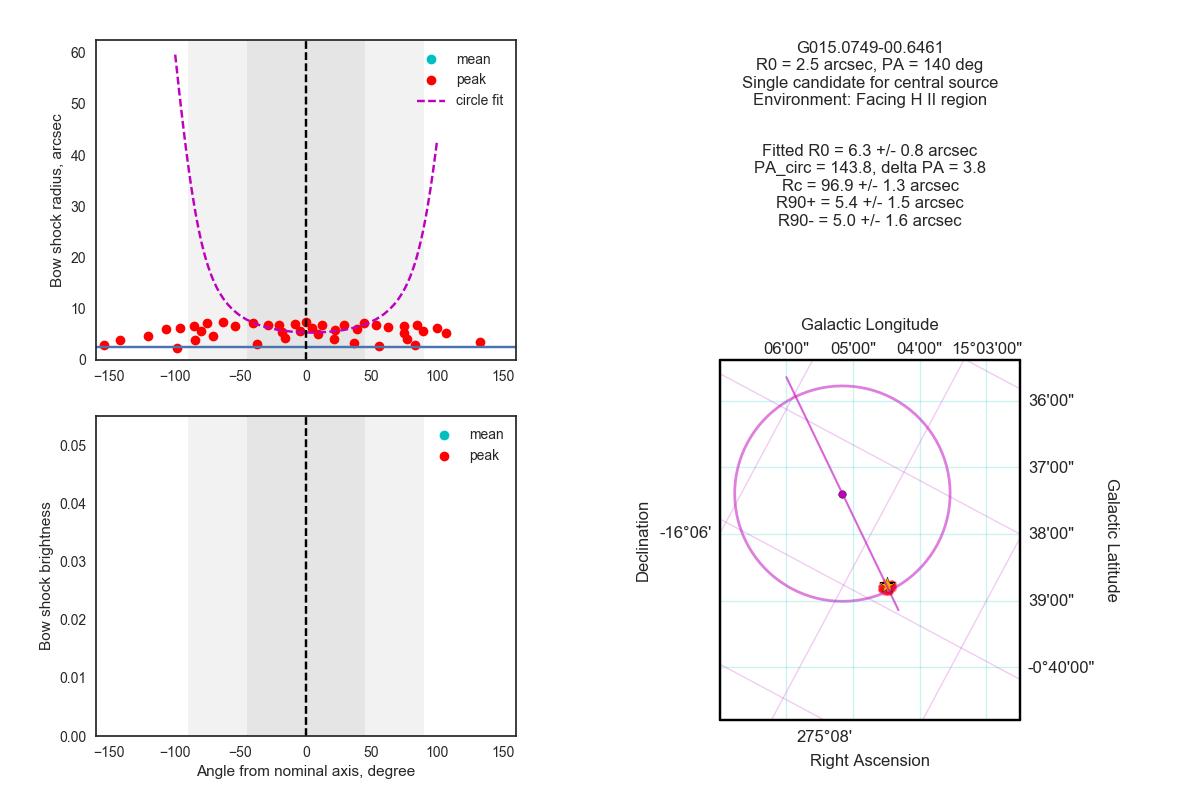 60
50
40
30
20
10
0
Bow shock radius, arcsec
mean
peak
circle fit
−150
−100
−50
0
50
100
150
0.05
0.04
0.03
0.02
0.01
0.00
Bow shock brightness
mean
peak
−150
−100
−50
0
50
100
150
Angle from nominal axis, degree
G015.0749-00.6461
R0 = 2.5 arcsec, PA = 140 deg
Single candidate for central source
Environment: Facing H II region
Fitted R0 = 6.3 +/- 0.8 arcsec
PA_circ = 143.8, delta PA = 3.8
Rc = 96.9 +/- 1.3 arcsec
R90+ = 5.4 +/- 1.5 arcsec
R90- = 5.0 +/- 1.6 arcsec
Galactic Longitude
06'00" 05'00" 04'00" 15°03'00"
36'00"
37'00"
38'00"
39'00"
-0°40'00"
Galactic Latitude
Declination
-16°06'
275°08'
Right Ascension